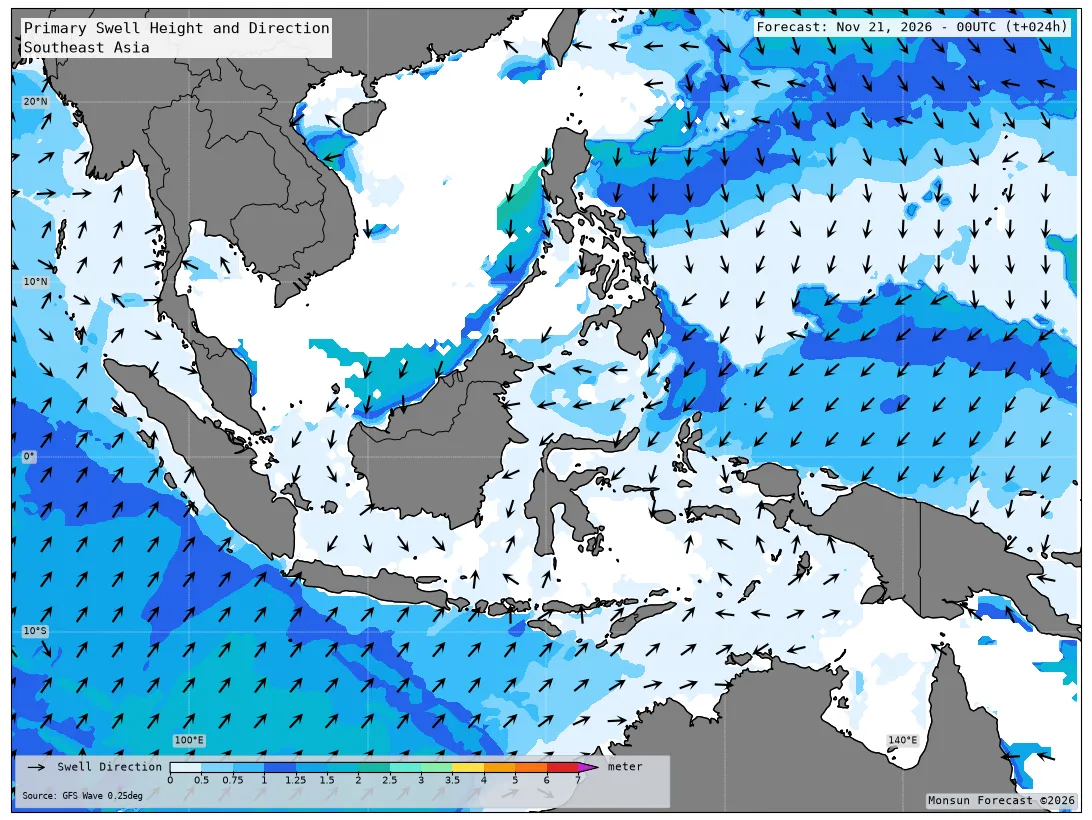 Primary Swell Height and Direction
Southeast Asia
Forecast: Nov 21, 2026 - 00UTC (t+024h)
20°N
10°N
0°
10°S
100°E
140°E
Swell Direction
0 0.5 0.75 1 1.25 1.5 2 2.5 3 3.5 4 5 6 7
meter
Source: GFS Wave 0.25deg
Monsun Forecast ©2026